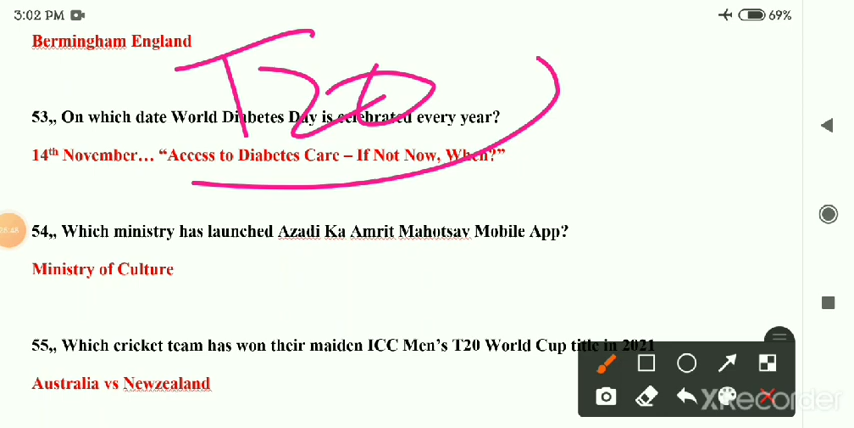 3:02 PM 69%
Bermingham England
T20
53,, On which date World Diabetes Day is celebrated every year?
14th November… “Access to Diabetes Care – If Not Now, When?”
54,, Which ministry has launched Azadi Ka Amrit Mahotsav Mobile App?
Ministry of Culture
55,, Which cricket team has won their maiden ICC Men’s T20 World Cup title in 2021
Australia vs Newzealand
XRecorder